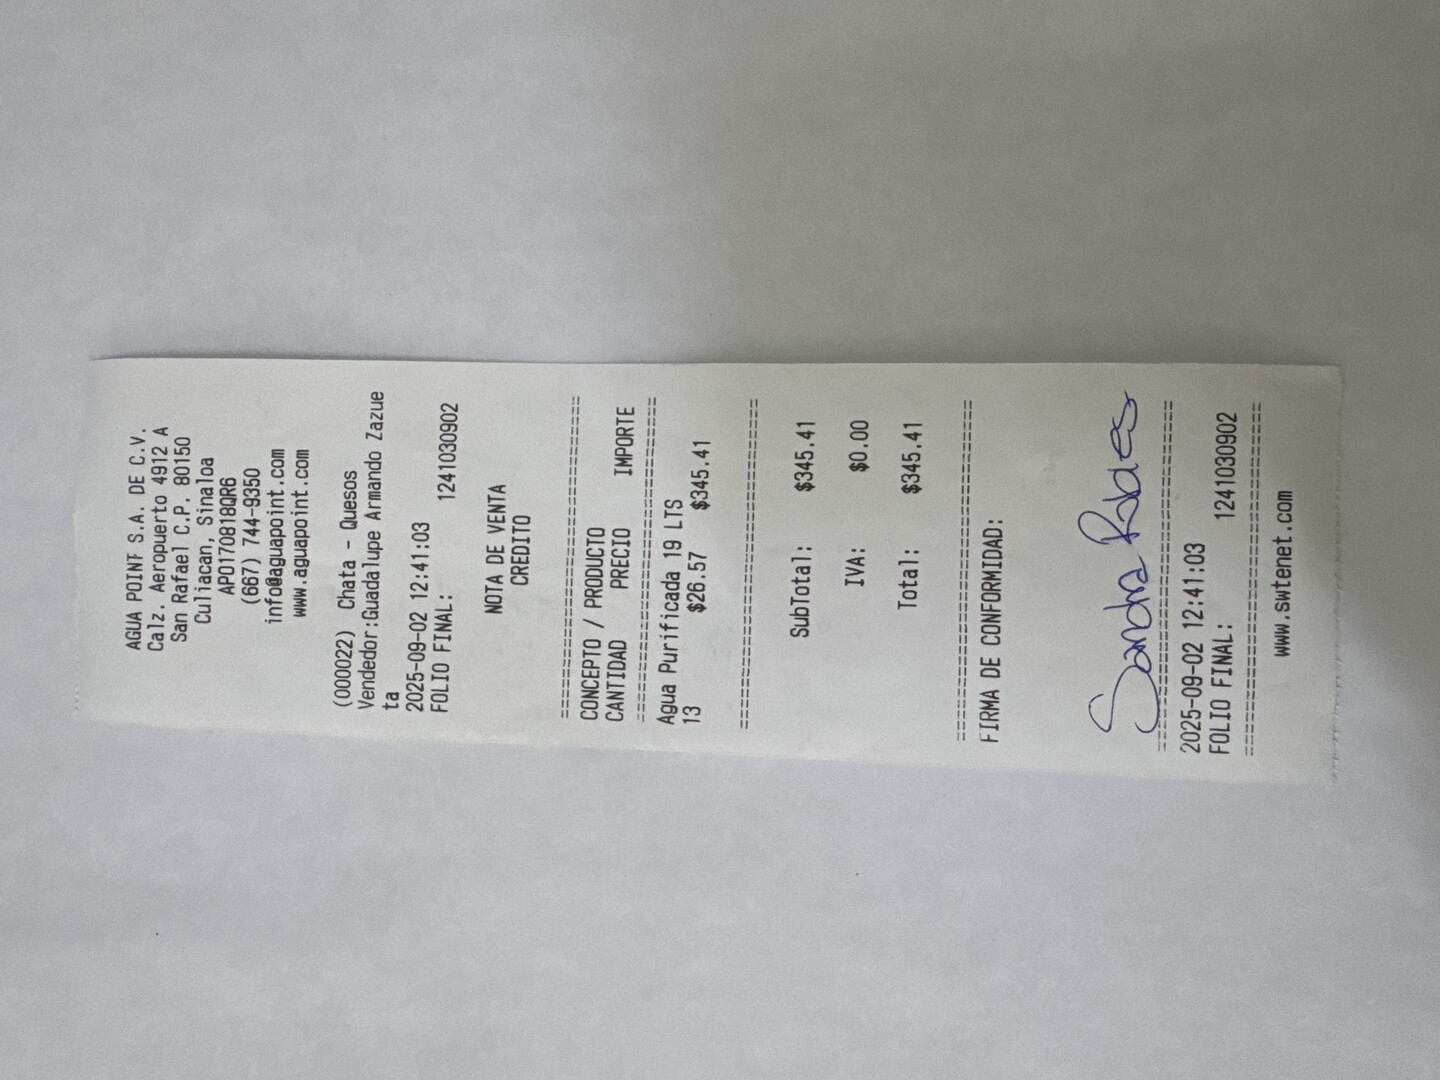 AGUA POINT S.A. DE C.V.
Calz. Aeropuerto 4912 A
San Rafael C.P. 80150
Culiacan, Sinaloa
APO170818QR6
(667) 744-9350
info@aguapoint.com
www.aguapoint.com
(000022) Chata - Quesos
Vendedor:Guadalupe Armando Zazue
ta
2025-09-02 12:41:03
FOLIO FINAL: 1241030902
NOTA DE VENTA
CREDITO
================================
CONCEPTO / PRODUCTO
CANTIDAD PRECIO IMPORTE
================================
Agua Purificada 19 LTS
13 $26.57 $345.41
================================
SubTotal: $345.41
IVA: $0.00
Total: $345.41
================================
FIRMA DE CONFORMIDAD:
Sandra
================================
2025-09-02 12:41:03
FOLIO FINAL: 1241030902
================================
www.swtenet.com